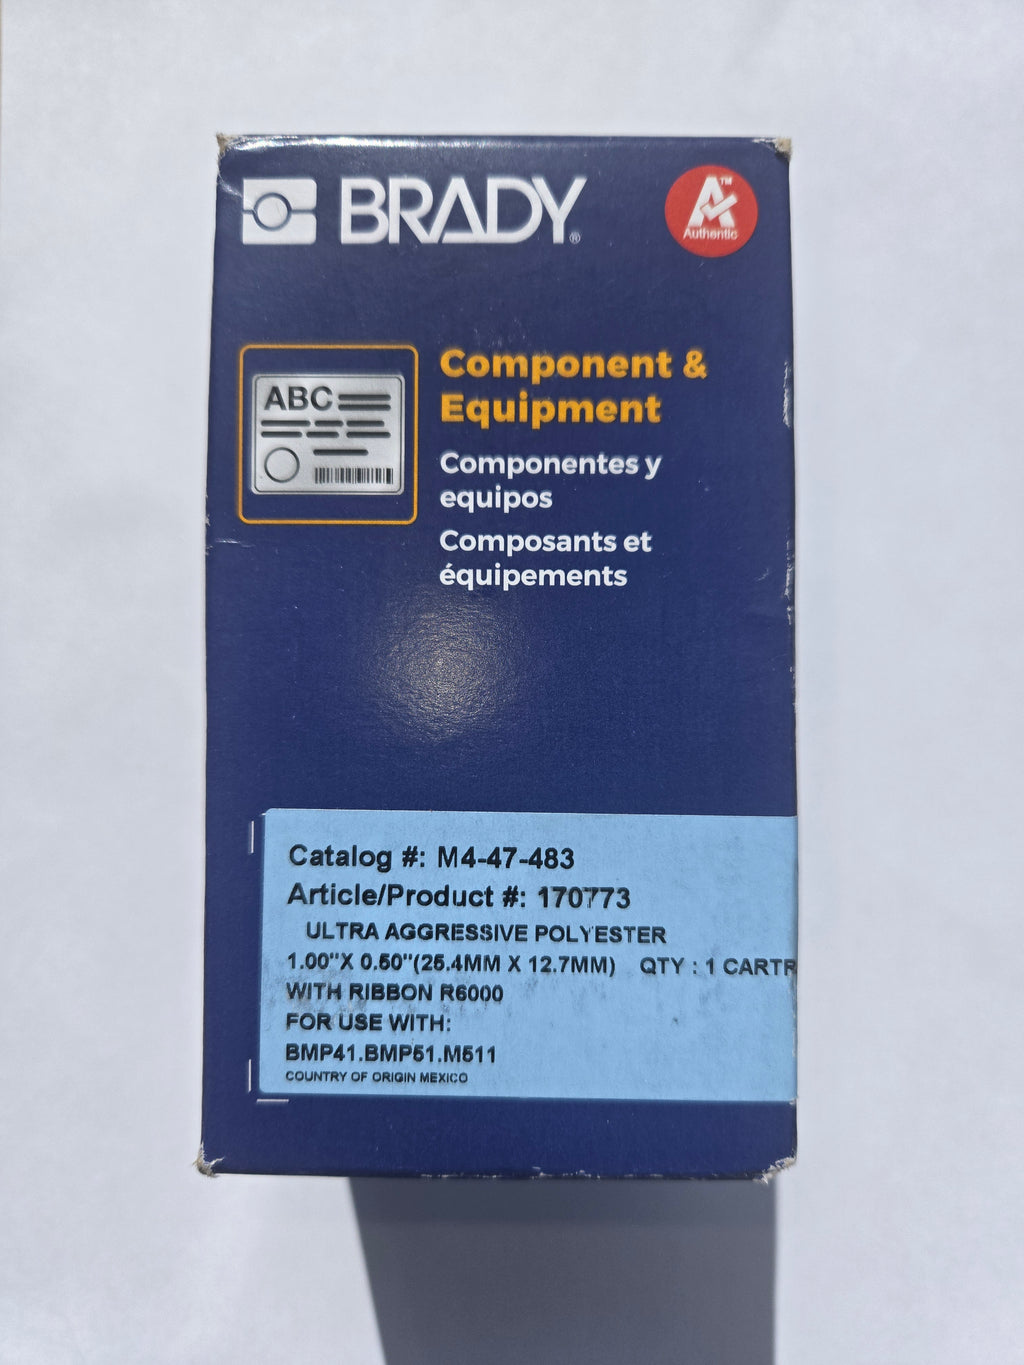 BRADY®
A™
Authentic
ABC
Component &
Equipment
Componentes y
equipos
Composants et
équipements
Catalog #: M4-47-483
Article/Product #: 170773
ULTRA AGGRESSIVE POLYESTER
1.00"X 0.50"(25.4MM X 12.7MM) QTY : 1 CARTR
WITH RIBBON R6000
FOR USE WITH:
BMP41.BMP51.M511
COUNTRY OF ORIGIN MEXICO